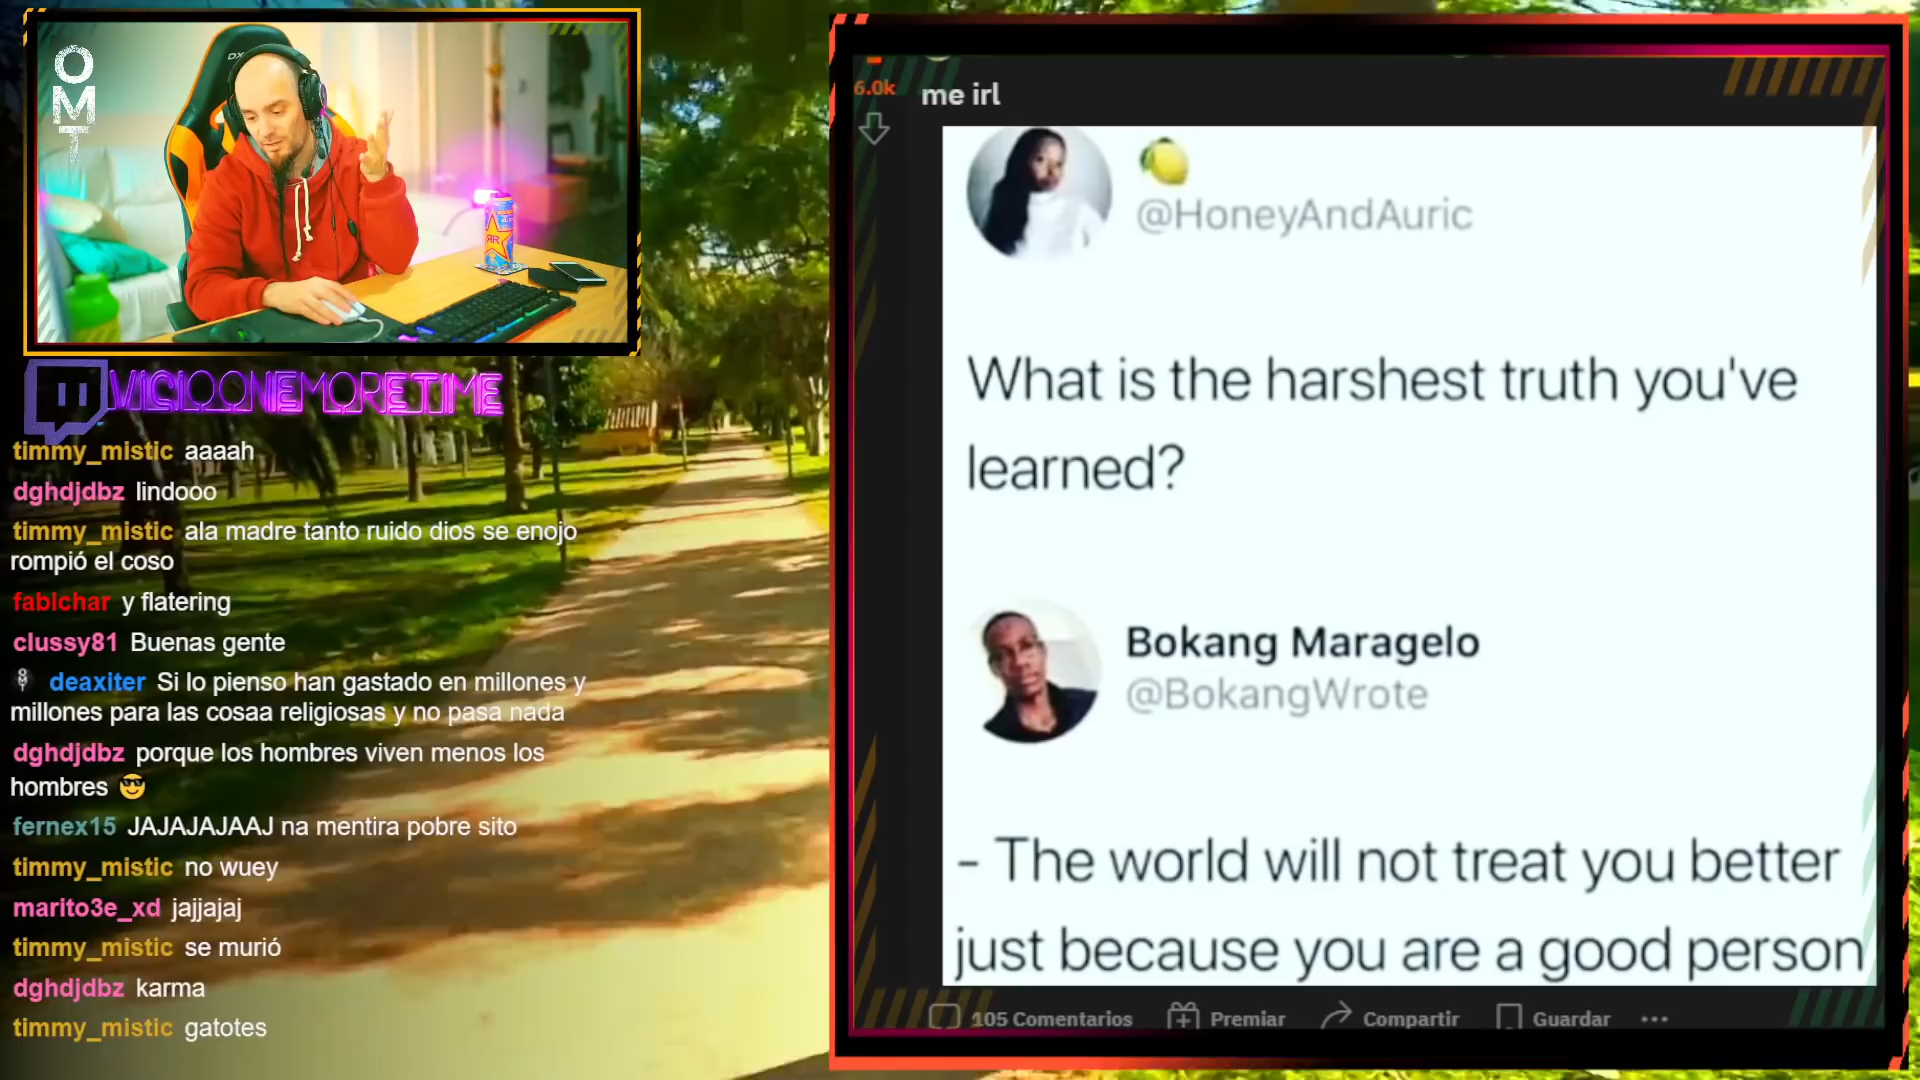 OMT
DX
VICIOONEMORETIME
timmy_mistic aaaah
dghdjdbz lindooo
timmy_mistic ala madre tanto ruido dios se enojo
rompió el coso
fablchar y flatering
clussy81 Buenas gente
deaxiter Si lo pienso han gastado en millones y
millones para las cosaa religiosas y no pasa nada
dghdjdbz porque los hombres viven menos los
hombres 😎
fernex15 JAJAJAJAAJ na mentira pobre sito
timmy_mistic no wuey
marito3e_xd jajjajaj
timmy_mistic se murió
dghdjdbz karma
timmy_mistic gatotes
6.0k
me irl
🍋
@HoneyAndAuric
What is the harshest truth you've
learned?
Bokang Maragelo
@BokangWrote
- The world will not treat you better
just because you are a good person
105 Comentarios Premiar Compartir Guardar ...